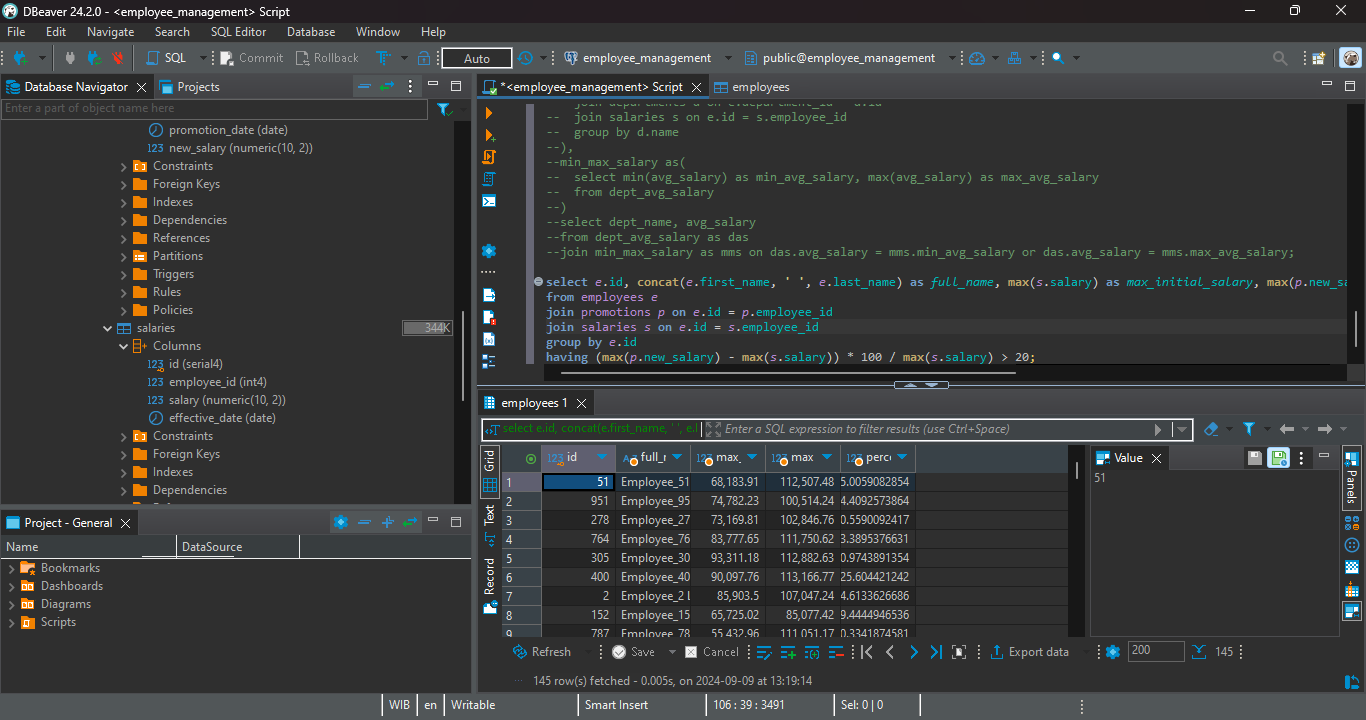 DBeaver 24.2.0 - <employee_management> Script
File Edit Navigate Search SQL Editor Database Window Help
SQL Commit Rollback Auto employee_management public@employee_management
Database Navigator Projects
Enter a part of object name here
promotion_date (date)
123 new_salary (numeric(10, 2))
Constraints
Foreign Keys
Indexes
Dependencies
References
Partitions
Triggers
Rules
Policies
salaries 344K
Columns
123 id (serial4)
123 employee_id (int4)
123 salary (numeric(10, 2))
effective_date (date)
Constraints
Foreign Keys
Indexes
Dependencies
Project - General
Name DataSource
Bookmarks
Dashboards
Diagrams
Scripts
*<employee_management> Script employees
-- join salaries s on e.id = s.employee_id
-- group by d.name
--),
--min_max_salary as(
-- select min(avg_salary) as min_avg_salary, max(avg_salary) as max_avg_salary
-- from dept_avg_salary
--)
--select dept_name, avg_salary
--from dept_avg_salary as das
--join min_max_salary as mms on das.avg_salary = mms.min_avg_salary or das.avg_salary = mms.max_avg_salary;
select e.id, concat(e.first_name, ' ', e.last_name) as full_name, max(s.salary) as max_initial_salary, max(p.new_sa
from employees e
join promotions p on e.id = p.employee_id
join salaries s on e.id = s.employee_id
group by e.id
having (max(p.new_salary) - max(s.salary)) * 100 / max(s.salary) > 20;
employees 1
select e.id, concat(e.first_name, ' ', e.l Enter a SQL expression to filter results (use Ctrl+Space)
Grid
Text
Record
123 id A-z full_r 123 max_ 123 max 123 perc
1 51 Employee_51 68,183.91 112,507.48 5.0059082854
2 951 Employee_95 74,782.23 100,514.24 4.4092573864
3 278 Employee_27 73,169.81 102,846.76 0.5590092417
4 764 Employee_76 83,777.65 111,750.62 3.3895376631
5 305 Employee_30 93,311.18 112,882.63 0.9743891354
6 400 Employee_40 90,097.76 113,166.77 25.604421242
7 2 Employee_2 L 85,903.5 107,047.24 4.6133626686
8 152 Employee_15 65,725.02 85,077.42 9.4444946536
9 787 Employee_78 55,432.96 111,051.17 0.3341874581
Value
51
Panels
Refresh Save Cancel Export data 200 145
145 row(s) fetched - 0.005s, on 2024-09-09 at 13:19:14
WIB en Writable Smart Insert 106 : 39 : 3491 Sel: 0 | 0